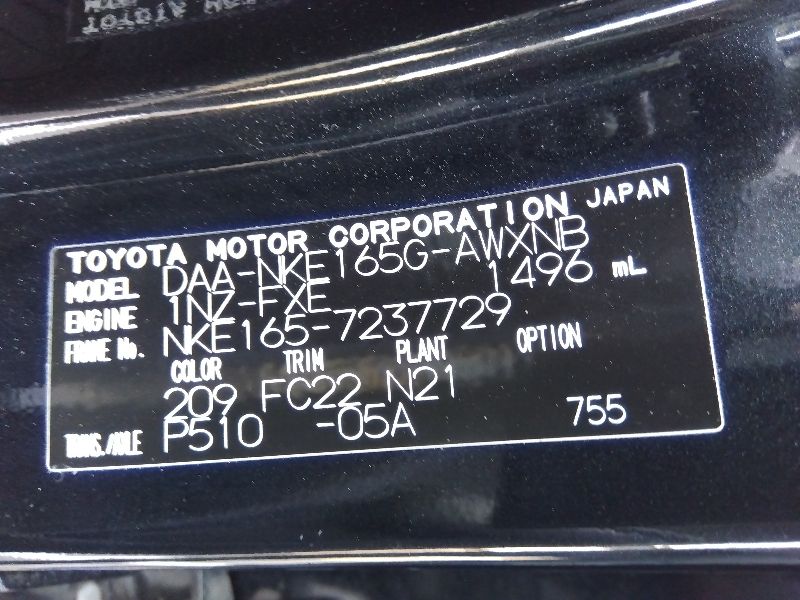 TOYOTA MOTOR CORPORATION JAPAN
MODEL DAA-NKE165G-AWXNB
ENGINE 1NZ-FXE 1496 mL
FRAME No. NKE165-7237729
COLOR TRIM PLANT OPTION
209 FC22 N21
TRANS./AXLE P510 -05A 755